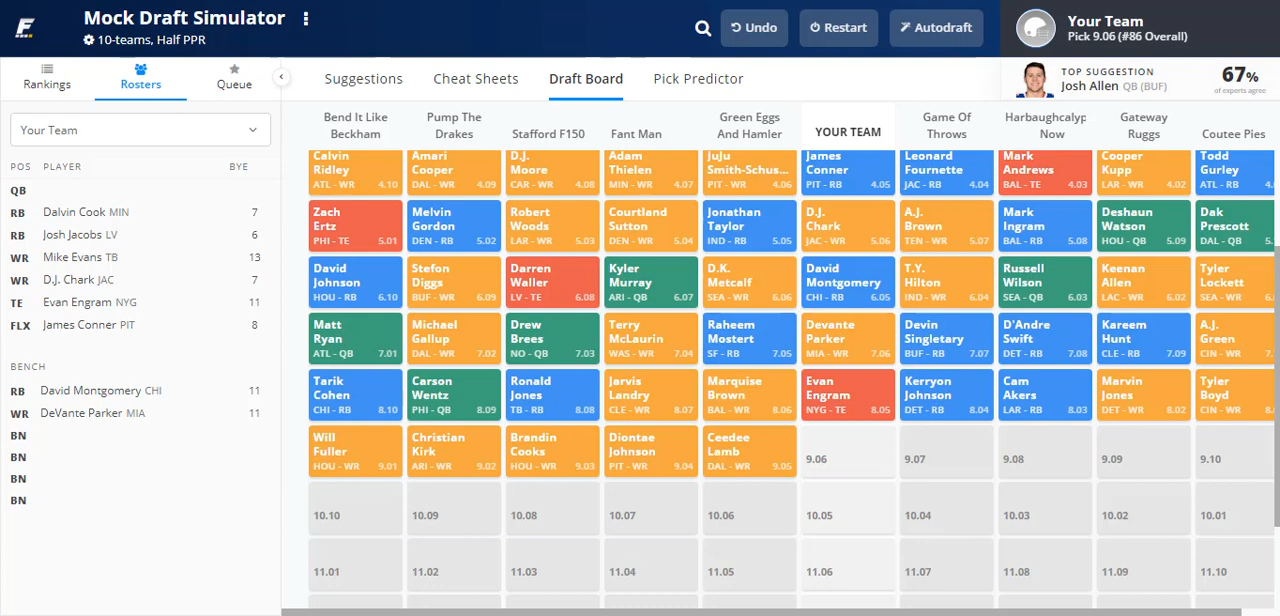 Mock Draft Simulator
10-teams, Half PPR
Undo
Restart
Autodraft
Your Team
Pick 9.06 (#86 Overall)
Rankings
Rosters
Queue
Suggestions
Cheat Sheets
Draft Board
Pick Predictor
TOP SUGGESTION
Josh Allen QB (BUF)
67%
of experts agree
Your Team
POS PLAYER BYE
QB
RB Dalvin Cook MIN 7
RB Josh Jacobs LV 6
WR Mike Evans TB 13
WR D.J. Chark JAC 7
TE Evan Engram NYG 11
FLX James Conner PIT 8
BENCH
RB David Montgomery CHI 11
WR DeVante Parker MIA 11
BN
BN
BN
BN
Bend It Like
Beckham
Pump The
Drakes
Stafford F150
Fant Man
Green Eggs
And Hamler
YOUR TEAM
Game Of
Throws
Harbaughcalyp
Now
Gateway
Ruggs
Coutee Pies
Calvin
Ridley
ATL - WR 4.10
Amari
Cooper
DAL - WR 4.09
D.J.
Moore
CAR - WR 4.08
Adam
Thielen
MIN - WR 4.07
JuJu
Smith-Schus...
PIT - WR 4.06
James
Conner
PIT - RB 4.05
Leonard
Fournette
JAC - RB 4.04
Mark
Andrews
BAL - TE 4.03
Cooper
Kupp
LAR - WR 4.02
Todd
Gurley
ATL - RB 4.
Zach
Ertz
PHI - TE 5.01
Melvin
Gordon
DEN - RB 5.02
Robert
Woods
LAR - WR 5.03
Courtland
Sutton
DEN - WR 5.04
Jonathan
Taylor
IND - RB 5.05
D.J.
Chark
JAC - WR 5.06
A.J.
Brown
TEN - WR 5.07
Mark
Ingram
BAL - RB 5.08
Deshaun
Watson
HOU - QB 5.09
Dak
Prescott
DAL - QB 5.
David
Johnson
HOU - RB 6.10
Stefon
Diggs
BUF - WR 6.09
Darren
Waller
LV - TE 6.08
Kyler
Murray
ARI - QB 6.07
D.K.
Metcalf
SEA - WR 6.06
David
Montgomery
CHI - RB 6.05
T.Y.
Hilton
IND - WR 6.04
Russell
Wilson
SEA - QB 6.03
Keenan
Allen
LAC - WR 6.02
Tyler
Lockett
SEA - WR 6.
Matt
Ryan
ATL - QB 7.01
Michael
Gallup
DAL - WR 7.02
Drew
Brees
NO - QB 7.03
Terry
McLaurin
WAS - WR 7.04
Raheem
Mostert
SF - RB 7.05
Devante
Parker
MIA - WR 7.06
Devin
Singletary
BUF - RB 7.07
D'Andre
Swift
DET - RB 7.08
Kareem
Hunt
CLE - RB 7.09
A.J.
Green
CIN - WR 7.
Tarik
Cohen
CHI - RB 8.10
Carson
Wentz
PHI - QB 8.09
Ronald
Jones
TB - RB 8.08
Jarvis
Landry
CLE - WR 8.07
Marquise
Brown
BAL - WR 8.06
Evan
Engram
NYG - TE 8.05
Kerryon
Johnson
DET - RB 8.04
Cam
Akers
LAR - RB 8.03
Marvin
Jones
DET - WR 8.02
Tyler
Boyd
CIN - WR 8.
Will
Fuller
HOU - WR 9.01
Christian
Kirk
ARI - WR 9.02
Brandin
Cooks
HOU - WR 9.03
Diontae
Johnson
PIT - WR 9.04
Ceedee
Lamb
DAL - WR 9.05
9.06
9.07
9.08
9.09
9.10
10.10
10.09
10.08
10.07
10.06
10.05
10.04
10.03
10.02
10.01
11.01
11.02
11.03
11.04
11.05
11.06
11.07
11.08
11.09
11.10